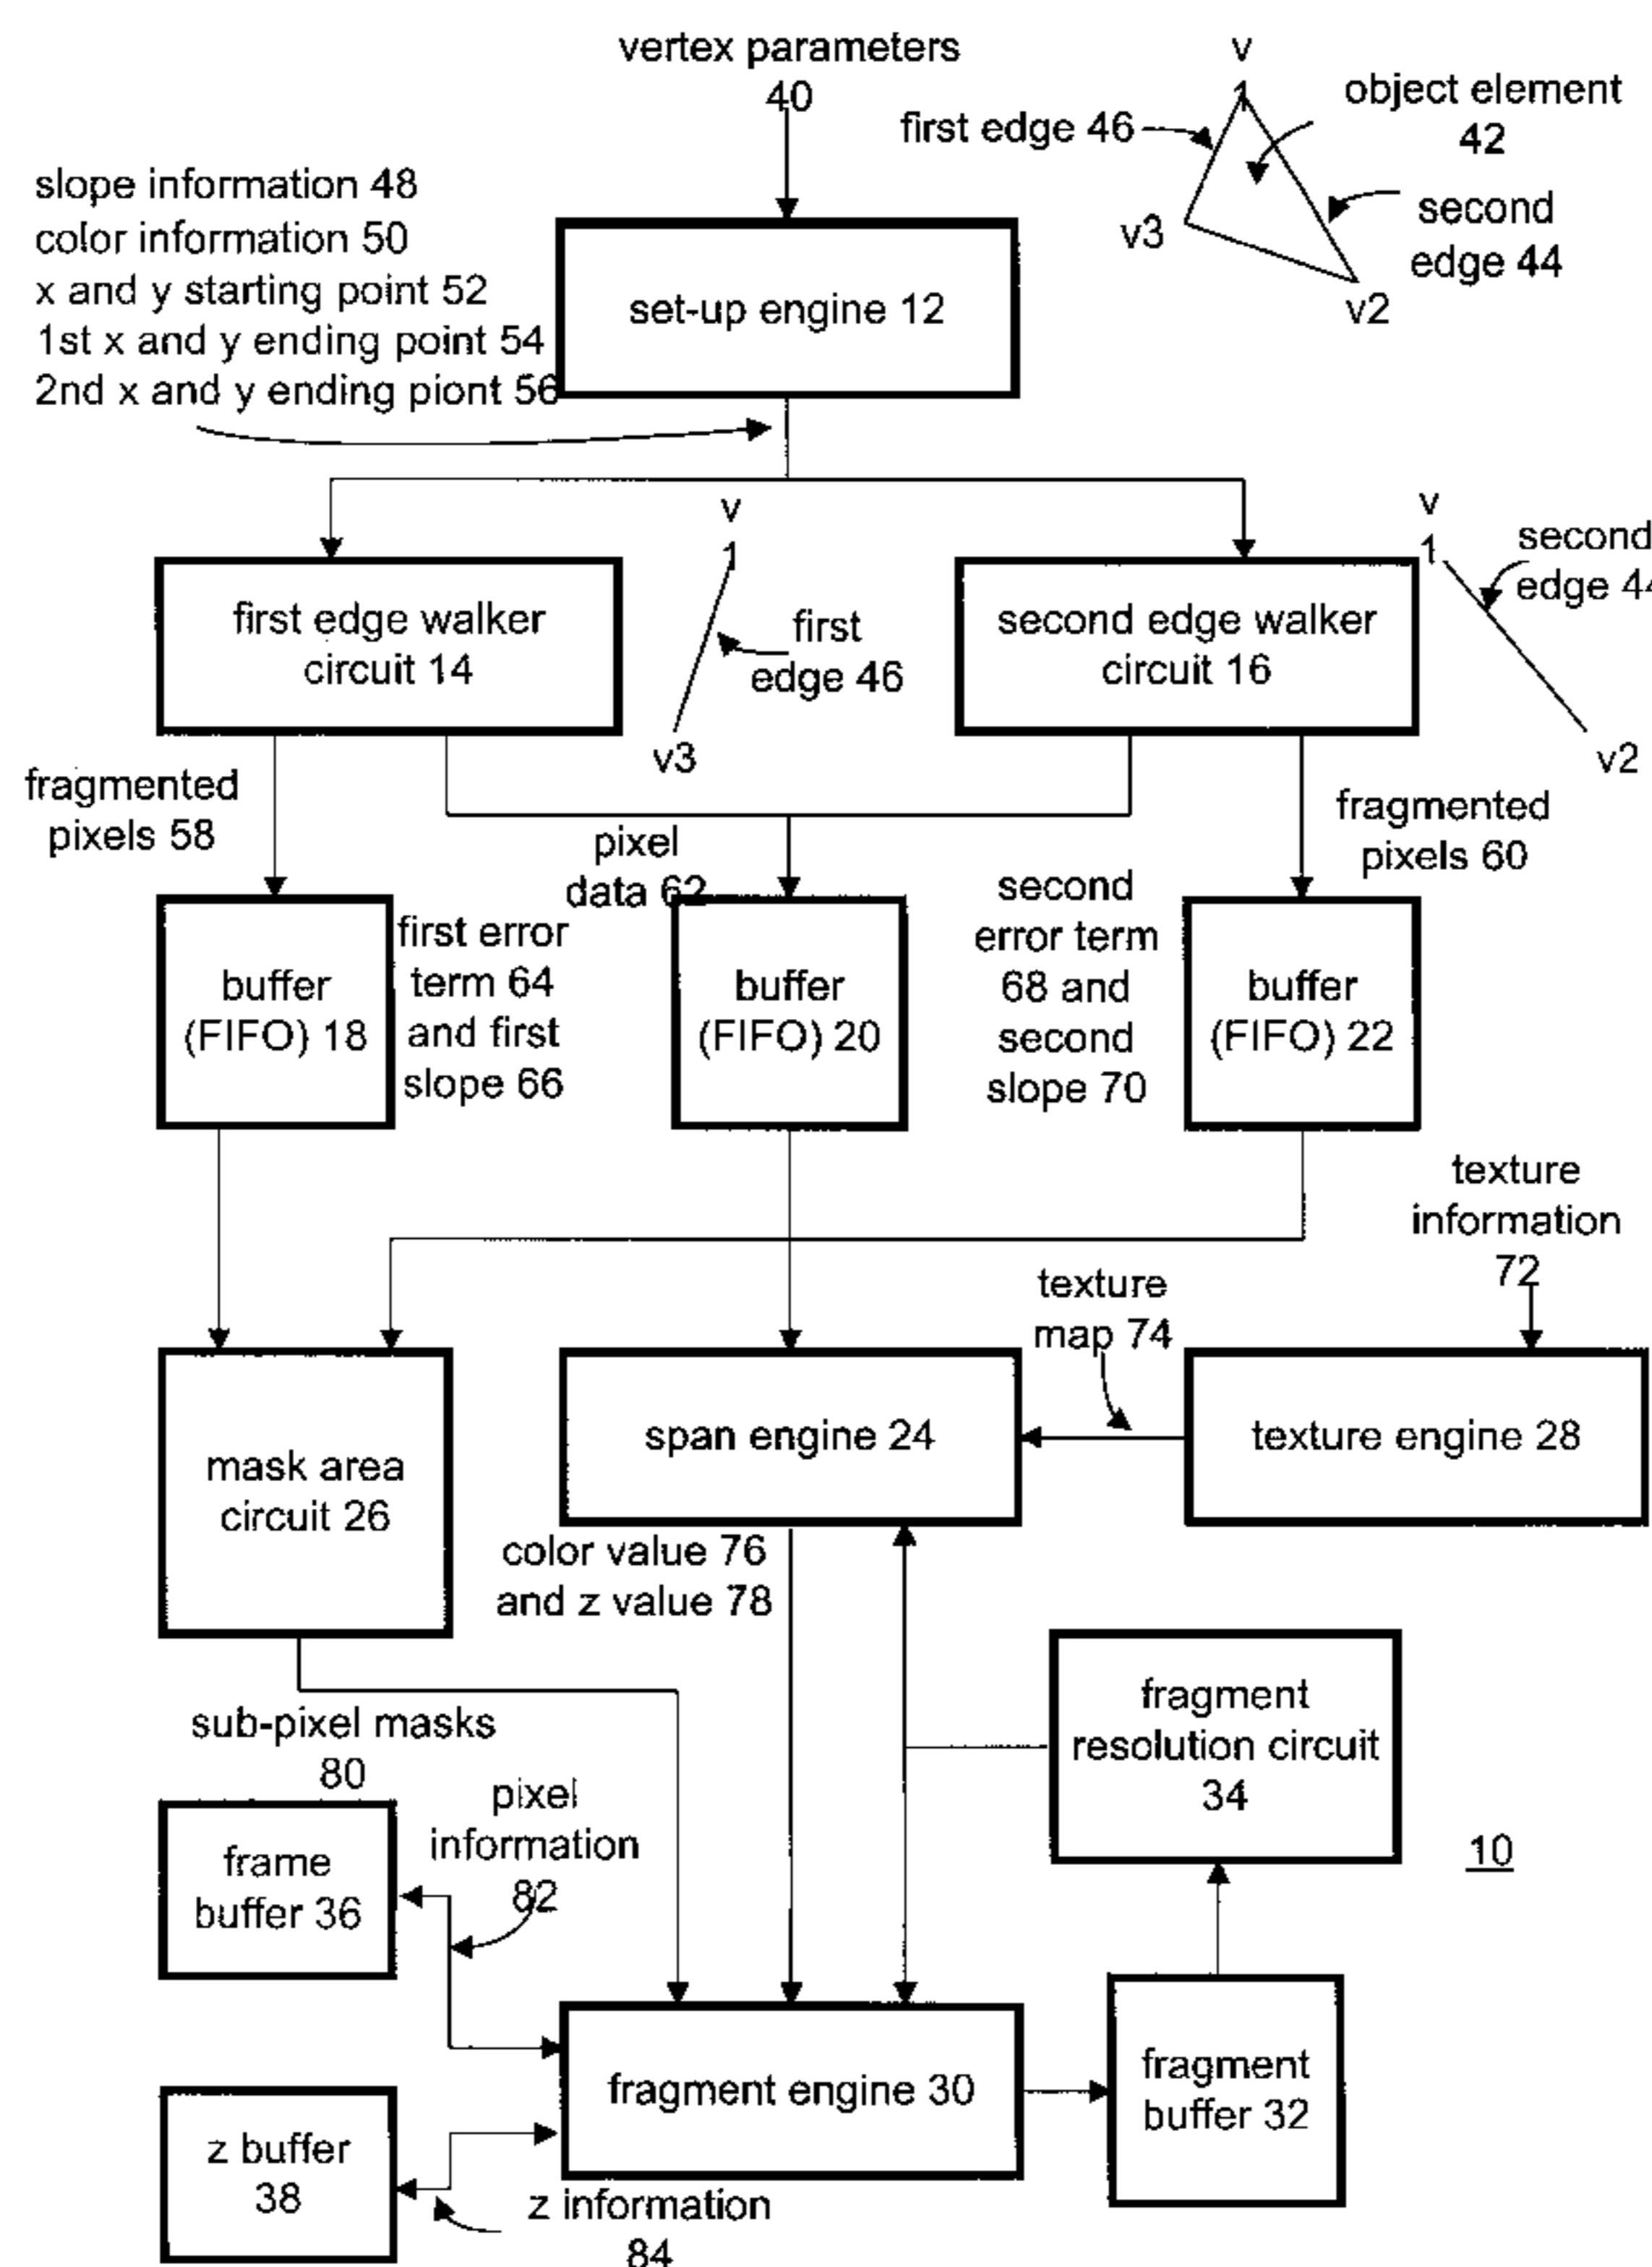 vertex parameters
40
v
1
object element
42
first edge 46
second
edge 44
v3
v2
slope information 48
color information 50
x and y starting point 52
1st x and y ending point 54
2nd x and y ending piont 56
set-up engine 12
v
1
first
edge 46
v3
v
1
second
edge 44
v2
first edge walker
circuit 14
second edge walker
circuit 16
fragmented
pixels 58
pixel
data 62
fragmented
pixels 60
buffer
(FIFO) 18
first error
term 64
and first
slope 66
buffer
(FIFO) 20
second
error term
68 and
second
slope 70
buffer
(FIFO) 22
texture
information
72
texture
map 74
mask area
circuit 26
span engine 24
texture engine 28
color value 76
and z value 78
fragment
resolution circuit
34
sub-pixel masks
80
pixel
information
82
10
frame
buffer 36
fragment engine 30
fragment
buffer 32
z buffer
38
z information
84